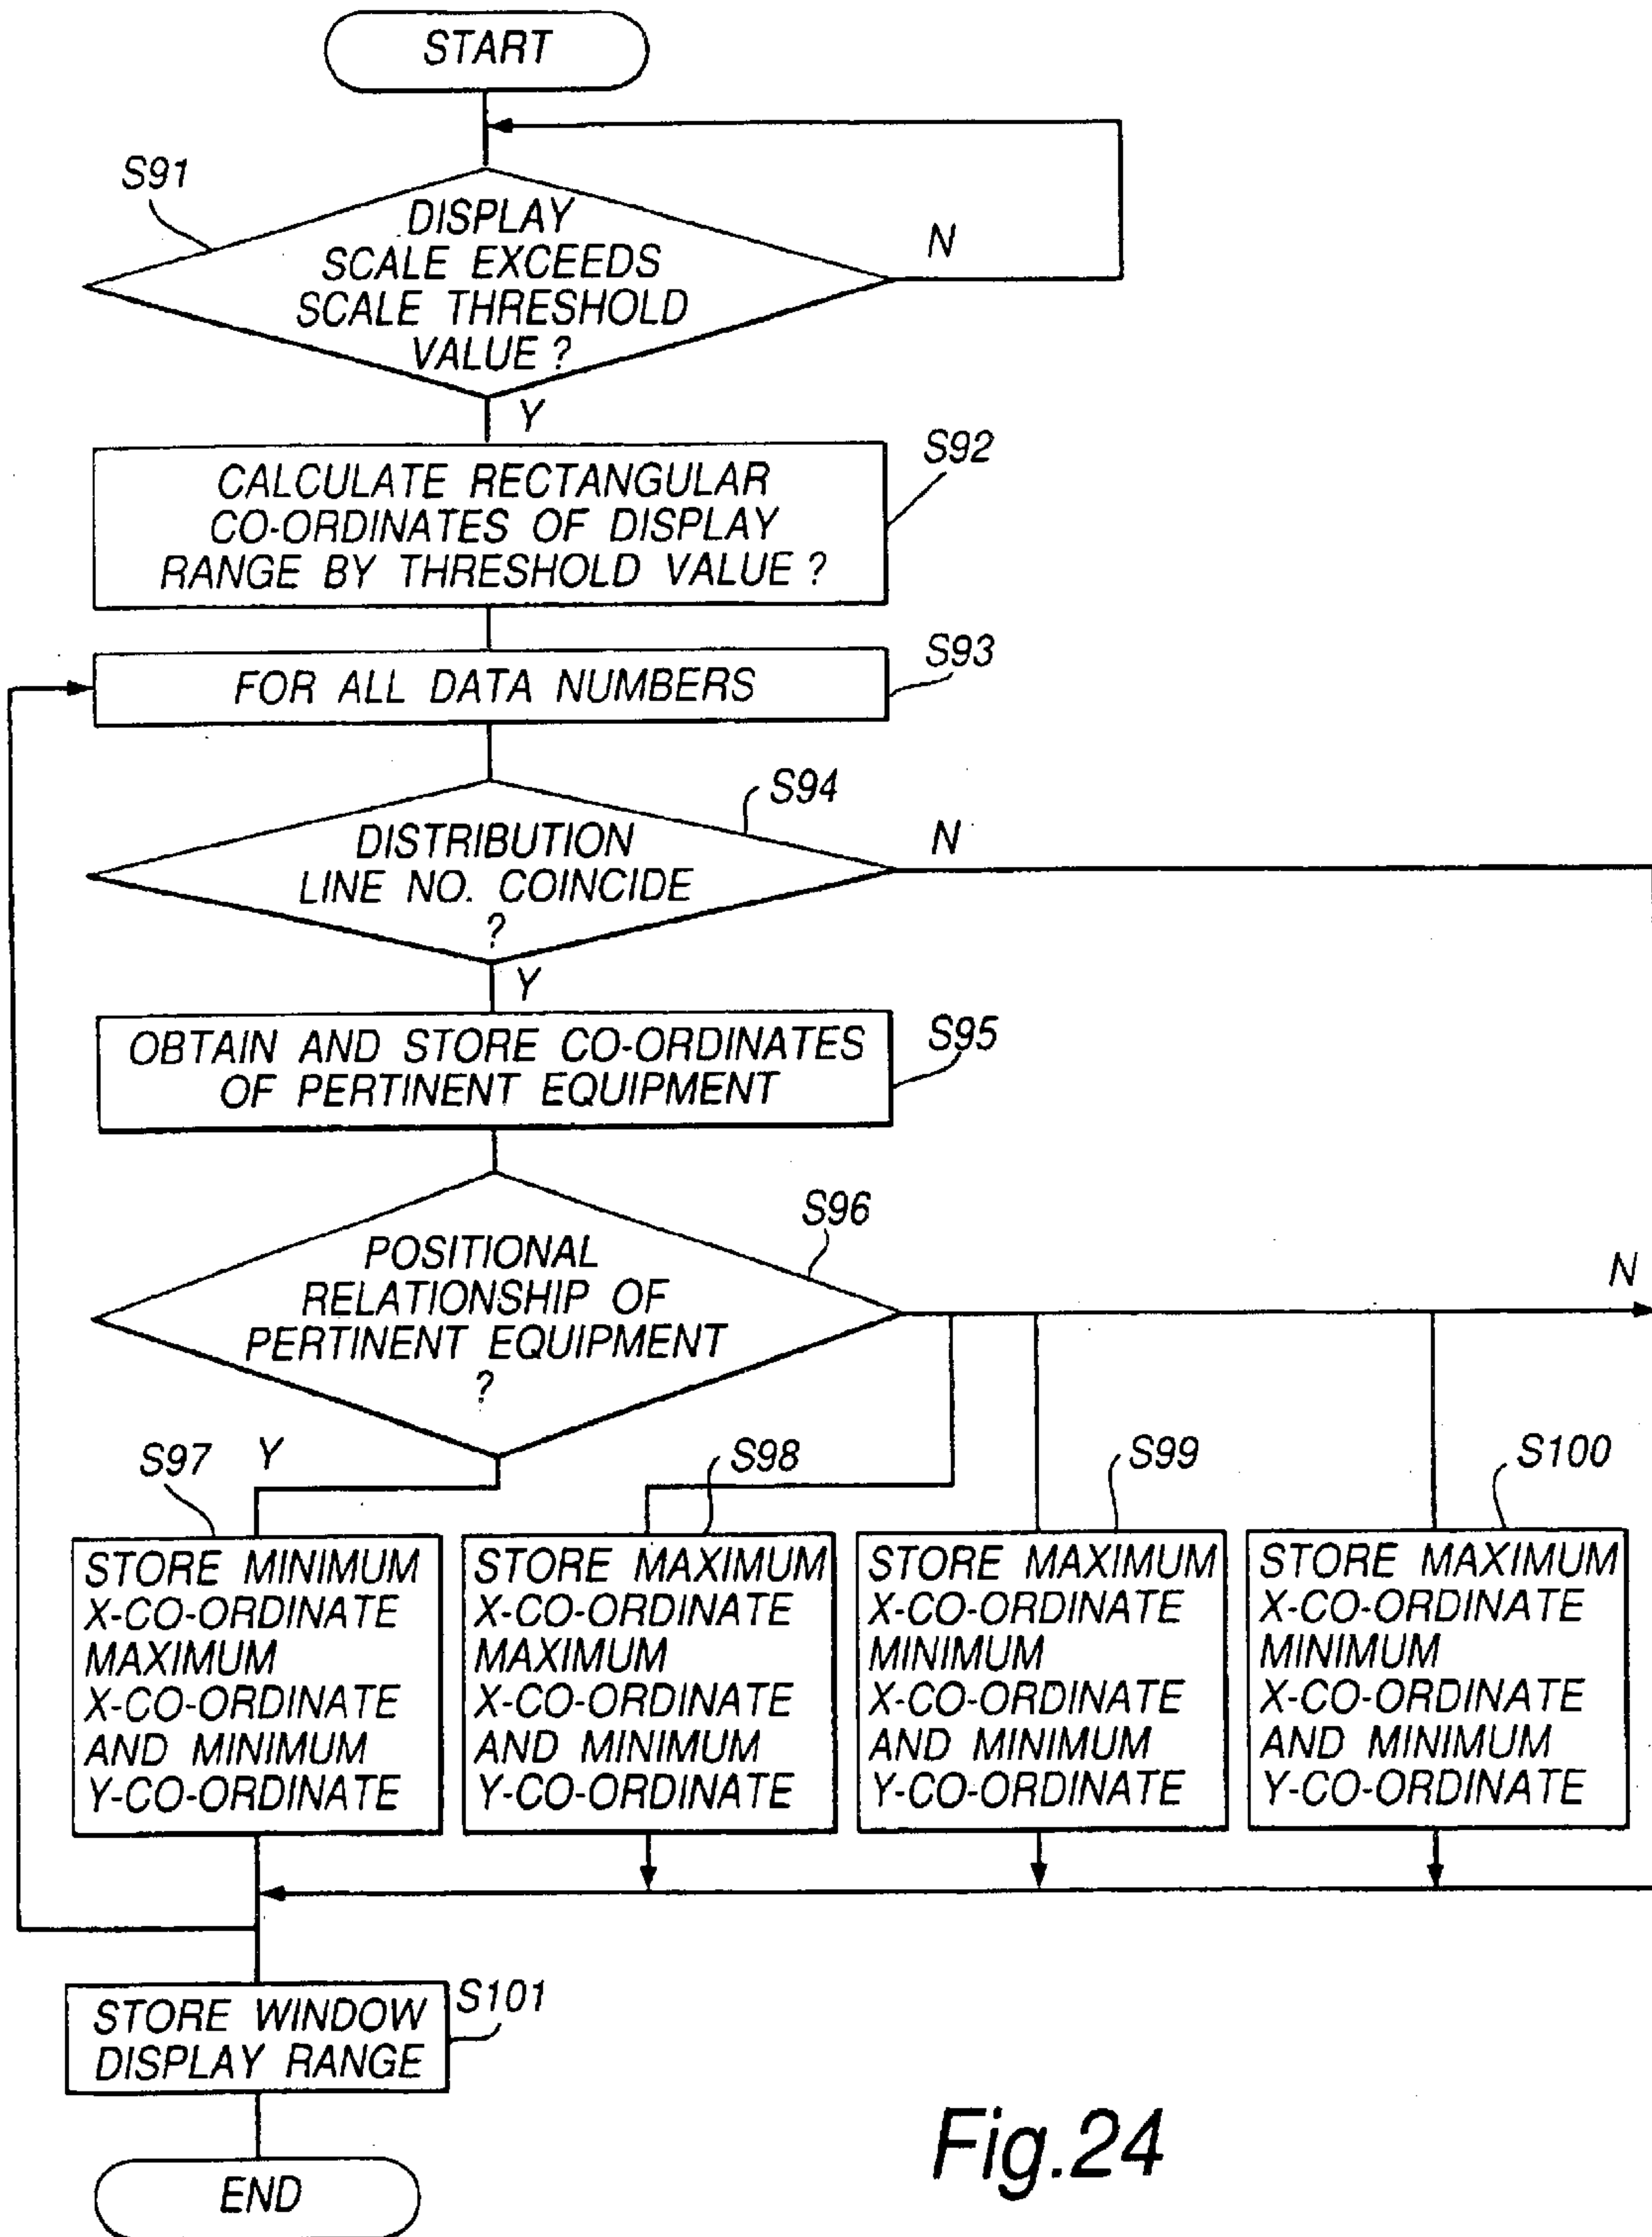 START
S91
DISPLAY
SCALE EXCEEDS
SCALE THRESHOLD
VALUE ?
N
Y
S92
CALCULATE RECTANGULAR
CO-ORDINATES OF DISPLAY
RANGE BY THRESHOLD VALUE ?
S93
FOR ALL DATA NUMBERS
S94
DISTRIBUTION
LINE NO. COINCIDE
?
N
Y
S95
OBTAIN AND STORE CO-ORDINATES
OF PERTINENT EQUIPMENT
S96
POSITIONAL
RELATIONSHIP OF
PERTINENT EQUIPMENT
?
N
Y
S97
STORE MINIMUM
X-CO-ORDINATE
MAXIMUM
X-CO-ORDINATE
AND MINIMUM
Y-CO-ORDINATE
S98
STORE MAXIMUM
X-CO-ORDINATE
MAXIMUM
X-CO-ORDINATE
AND MINIMUM
Y-CO-ORDINATE
S99
STORE MAXIMUM
X-CO-ORDINATE
MINIMUM
X-CO-ORDINATE
AND MINIMUM
Y-CO-ORDINATE
S100
STORE MAXIMUM
X-CO-ORDINATE
MINIMUM
X-CO-ORDINATE
AND MINIMUM
Y-CO-ORDINATE
S101
STORE WINDOW
DISPLAY RANGE
END
Fig.24